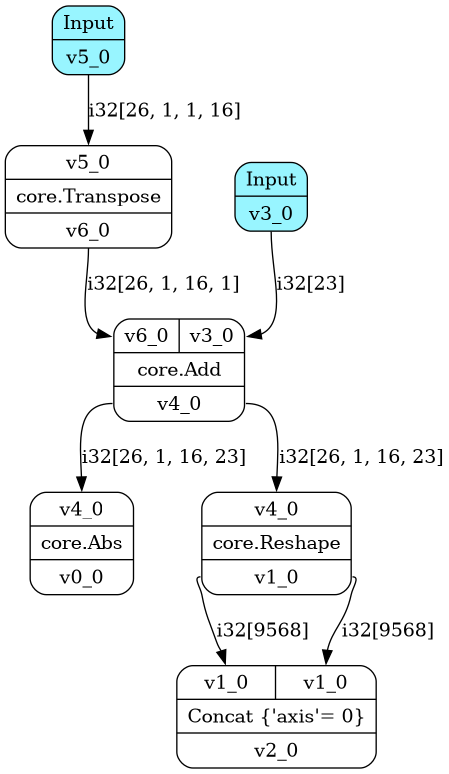 Input
v5_0
i32[26, 1, 1, 16]
v5_0
core.Transpose
v6_0
Input
v3_0
i32[26, 1, 16, 1]
i32[23]
v6_0 v3_0
core.Add
v4_0
i32[26, 1, 16, 23]
i32[26, 1, 16, 23]
v4_0
core.Abs
v0_0
v4_0
core.Reshape
v1_0
i32[9568]
i32[9568]
v1_0 v1_0
Concat {'axis'= 0}
v2_0